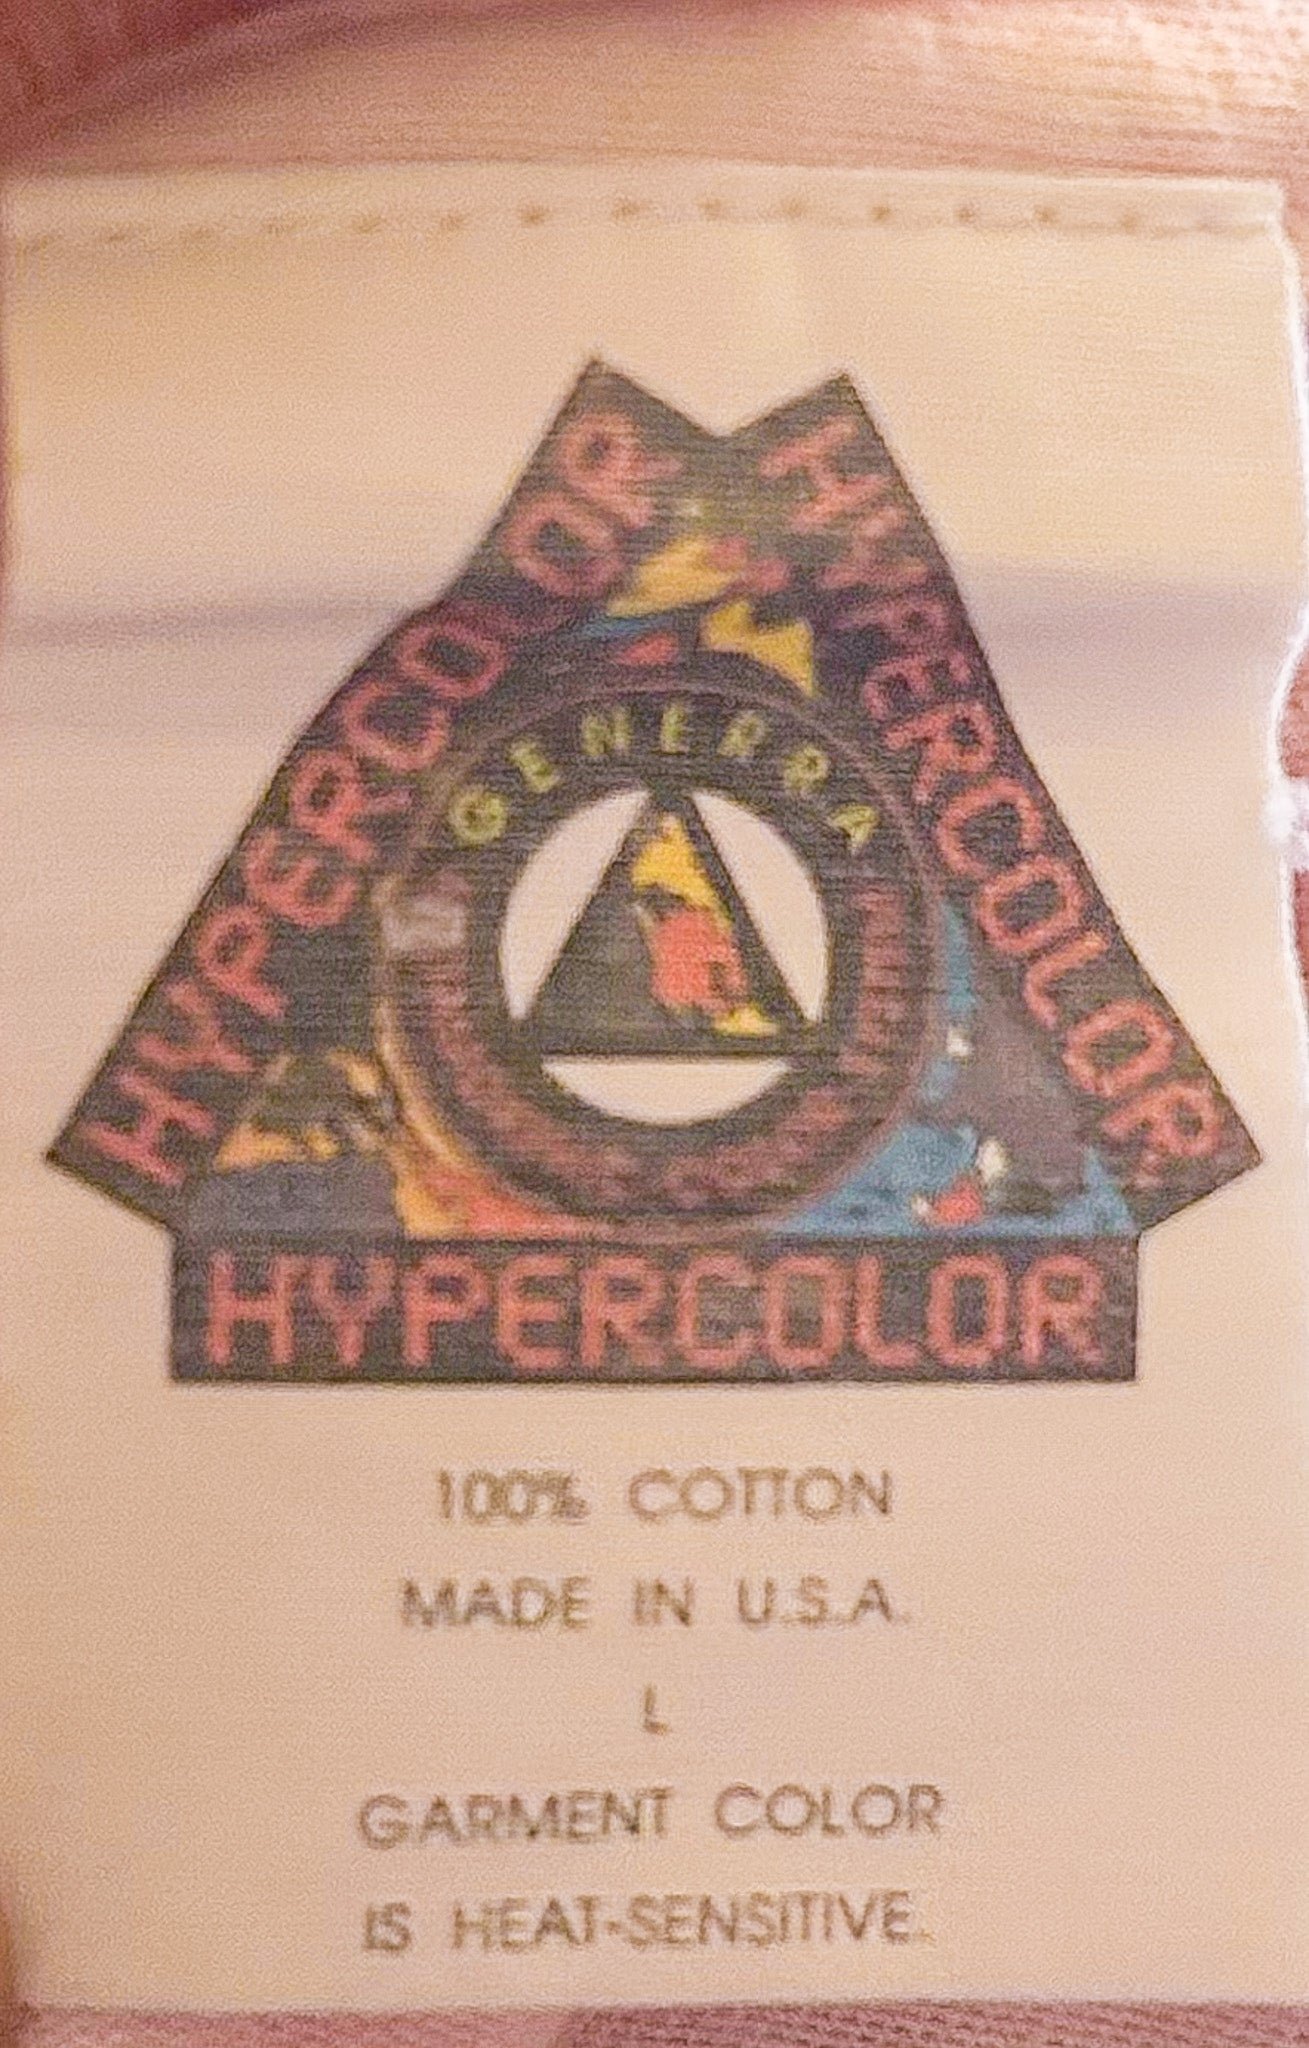 HYPERCOLOR
HYPERCOLOR
GENERRA
HYPERCOLOR
100% COTTON
MADE IN U.S.A.
L
GARMENT COLOR
IS HEAT-SENSITIVE.